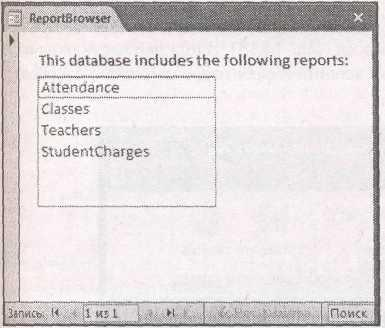 ReportBrowser
This database includes the following reports:
Attendance
Classes
Teachers
StudentCharges
Запись: 1 из 1 Поиск